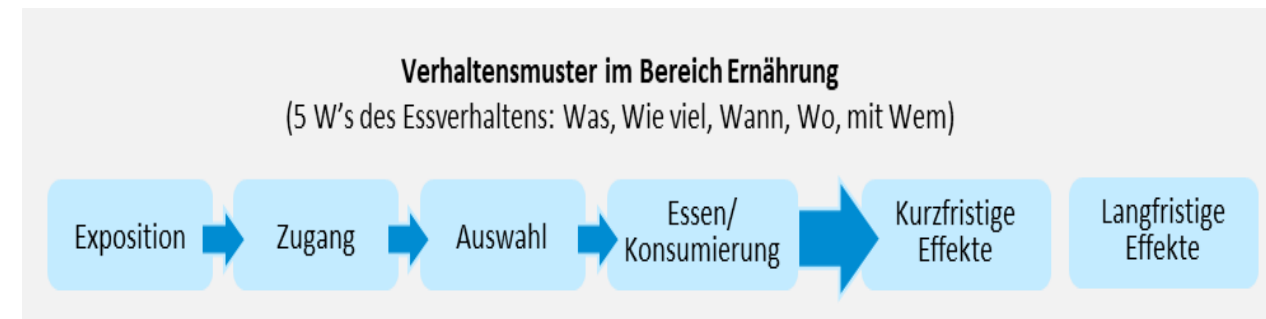 Verhaltensmuster im Bereich Ernährung
(5 W's des Essverhaltens: Was, Wie viel, Wann, Wo, mit Wem)
Exposition
Zugang
Auswahl
Essen/
Konsumierung
Kurzfristige
Effekte
Langfristige
Effekte